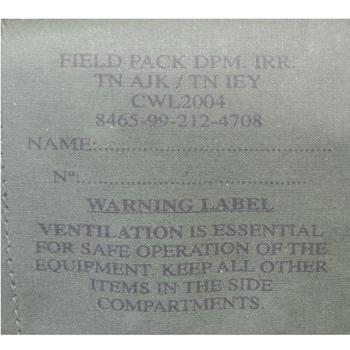 FIELD PACK DPM. IRR.
TN AJK / TN IEY
CWL2004
8465-99-212-4708
NAME:................................................
Nº:................................................
WARNING LABEL
VENTILATION IS ESSENTIAL
FOR SAFE OPERATION OF THE
EQUIPMENT. KEEP ALL OTHER
ITEMS IN THE SIDE
COMPARTMENTS.